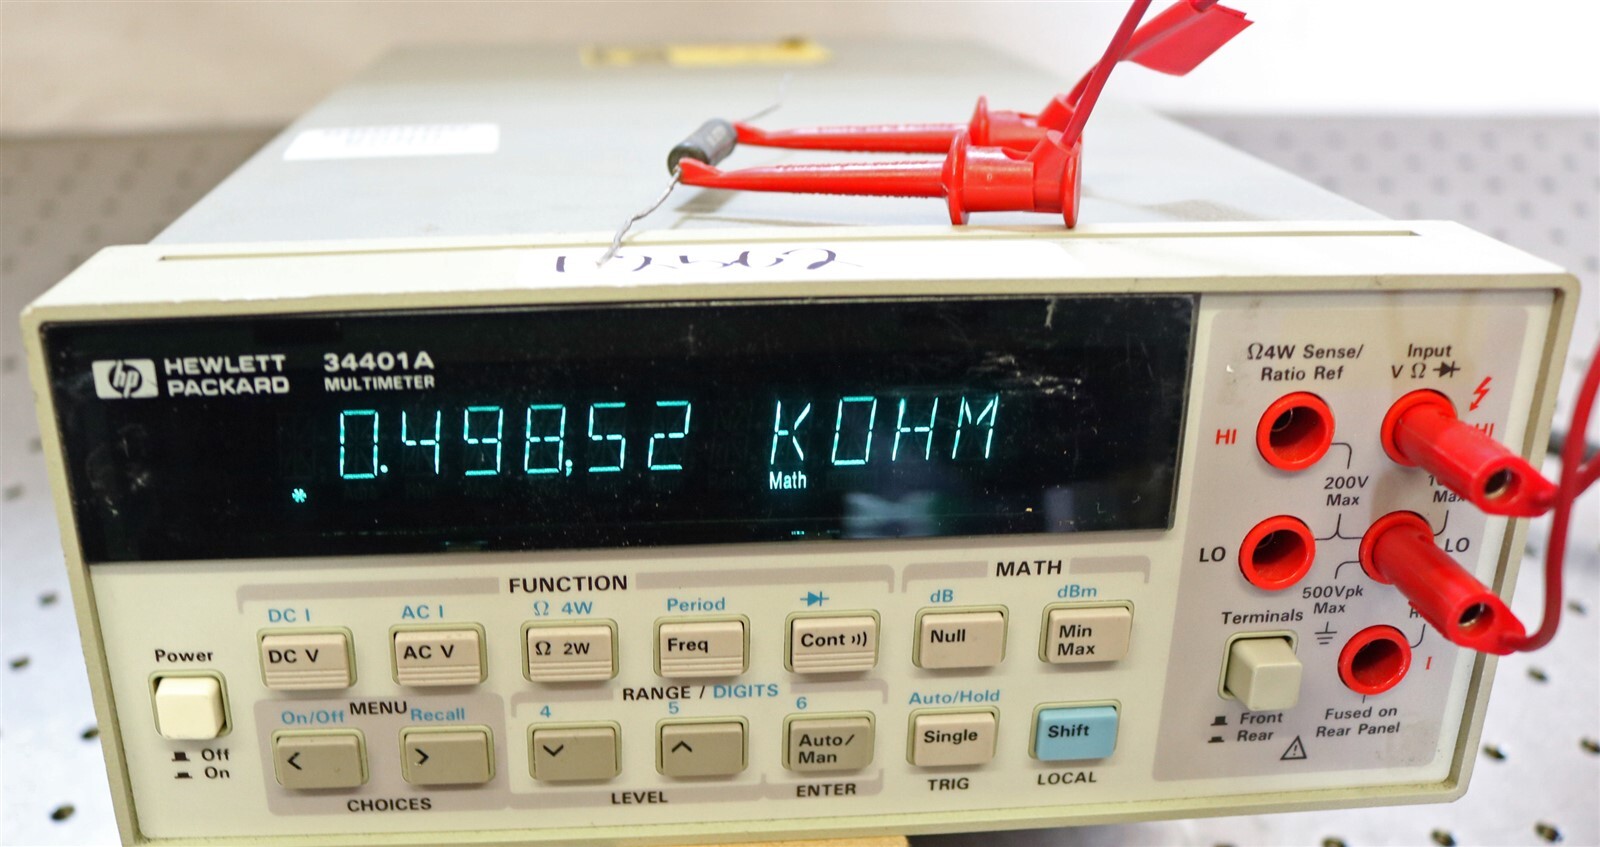 hp HEWLETT PACKARD
34401A
MULTIMETER
0.498,52 KOHM
Math
*
Ω4W Sense/
Ratio Ref
Input
V Ω
HI
200V
Max
Max
LO
LO
500Vpk
Max
Terminals
I
Front
Rear
Fused on
Rear Panel
FUNCTION
MATH
DC I
AC I
Ω 4W
Period
dB
dBm
DC V
AC V
Ω 2W
Freq
Cont
Null
Min
Max
Power
Off
On
MENU
On/Off
Recall
<
>
CHOICES
RANGE / DIGITS
4
5
6
Auto/
Man
LEVEL
ENTER
Auto/Hold
Single
TRIG
Shift
LOCAL